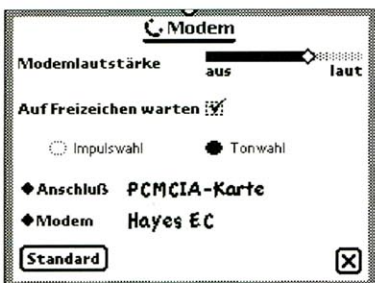 Modem
Modemlautstärke
aus laut
Auf Freizeichen warten
Impulswahl Tonwahl
Anschluß PCMCIA-Karte
Modem Hayes EC
Standard